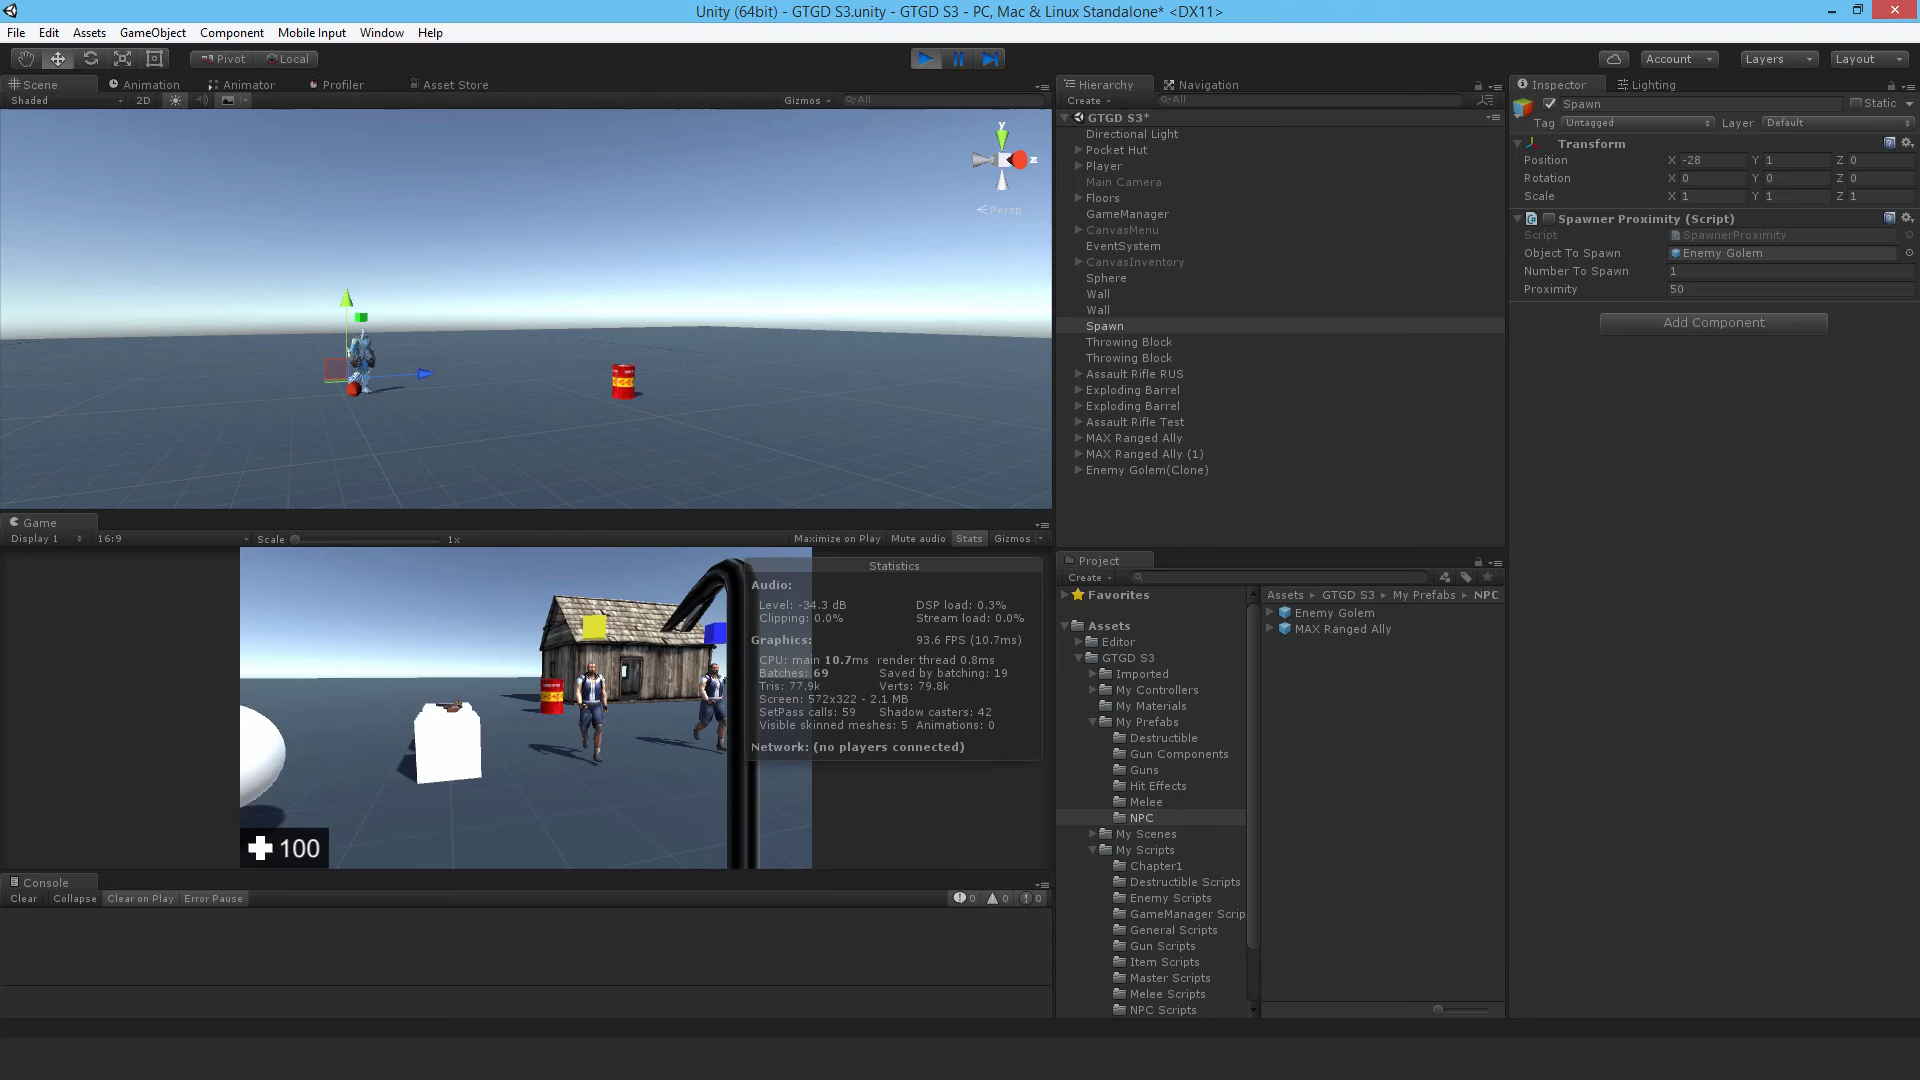 Unity (64bit) - GTGD S3.unity - GTGD S3 - PC, Mac & Linux Standalone* <DX11>
File Edit Assets GameObject Component Mobile Input Window Help
Pivot Local
Account Layers Layout
Scene Animation Animator Profiler Asset Store
Shaded 2D Gizmos All
y
z
Persp
Game
Display 1 16:9 Scale 1x Maximize on Play Mute audio Stats Gizmos
Statistics
Audio:
Level: -34.3 dB DSP load: 0.3%
Clipping: 0.0% Stream load: 0.0%
Graphics: 93.6 FPS (10.7ms)
CPU: main 10.7ms render thread 0.8ms
Batches: 69 Saved by batching: 19
Tris: 77.9k Verts: 79.8k
Screen: 572x322 - 2.1 MB
SetPass calls: 59 Shadow casters: 42
Visible skinned meshes: 5 Animations: 0
Network: (no players connected)
100
Console
Clear Collapse Clear on Play Error Pause 0 0 0
Hierarchy Navigation
Create All
GTGD S3*
Directional Light
Pocket Hut
Player
Main Camera
Floors
GameManager
CanvasMenu
EventSystem
CanvasInventory
Sphere
Wall
Wall
Spawn
Throwing Block
Throwing Block
Assault Rifle RUS
Exploding Barrel
Exploding Barrel
Assault Rifle Test
MAX Ranged Ally
MAX Ranged Ally (1)
Enemy Golem(Clone)
Project
Create
Favorites
Assets
Editor
GTGD S3
Imported
My Controllers
My Materials
My Prefabs
Destructible
Gun Components
Guns
Hit Effects
Melee
NPC
My Scenes
My Scripts
Chapter1
Destructible Scripts
Enemy Scripts
GameManager Scrip
General Scripts
Gun Scripts
Item Scripts
Master Scripts
Melee Scripts
NPC Scripts
Assets GTGD S3 My Prefabs NPC
Enemy Golem
MAX Ranged Ally
Inspector Lighting
Spawn Static
Tag Untagged Layer Default
Transform
Position X -28 Y 1 Z 0
Rotation X 0 Y 0 Z 0
Scale X 1 Y 1 Z 1
Spawner Proximity (Script)
Script SpawnerProximity
Object To Spawn Enemy Golem
Number To Spawn 1
Proximity 50
Add Component